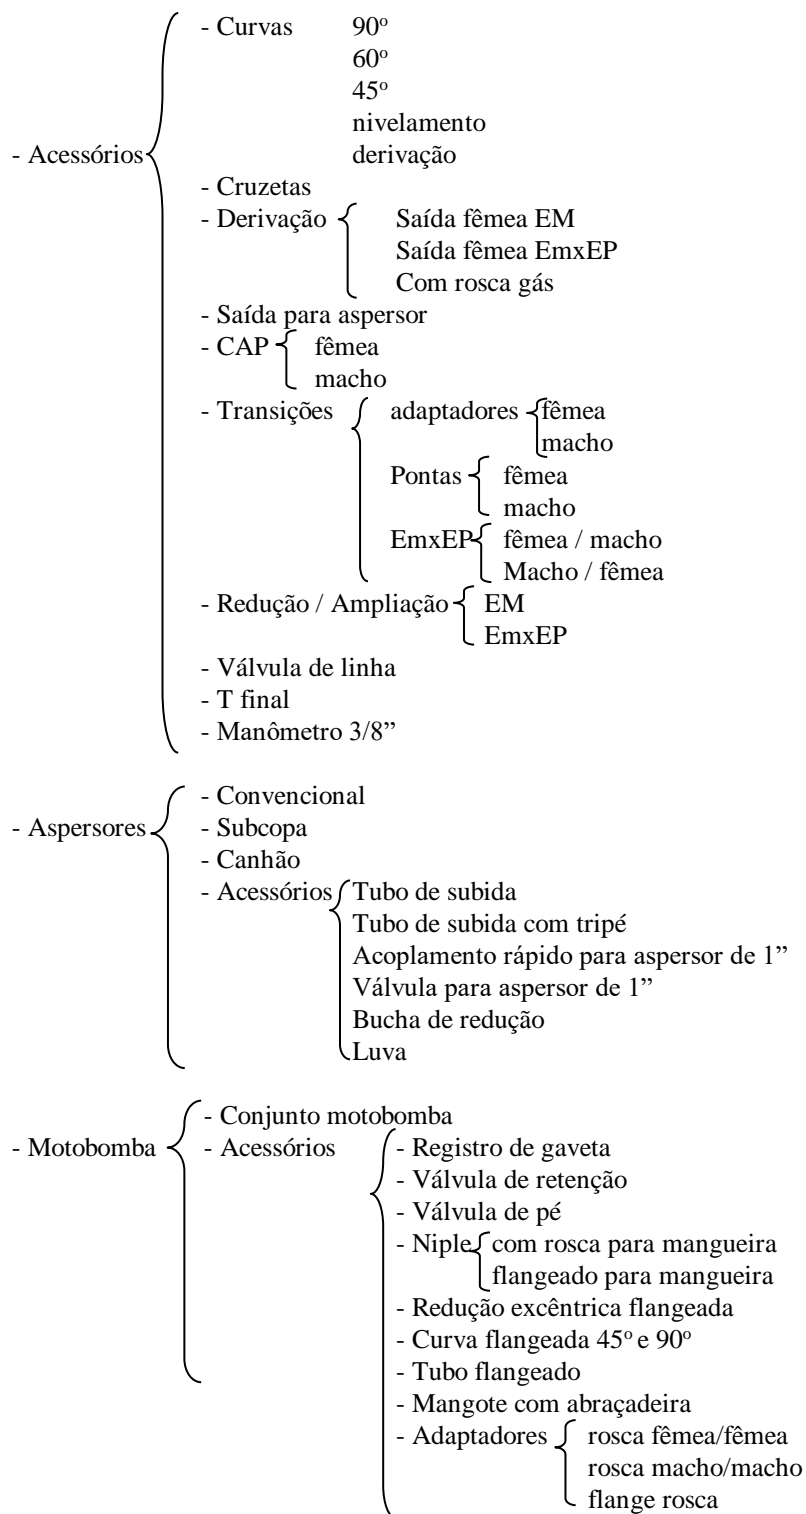 - Curvas 90º
60º
45º
nivelamento
- Acessórios derivação
- Cruzetas
- Derivação Saída fêmea EM
Saída fêmea EmxEP
Com rosca gás
- Saída para aspersor
- CAP fêmea
macho
- Transições adaptadores fêmea
macho
Pontas fêmea
macho
EmxEP fêmea / macho
Macho / fêmea
- Redução / Ampliação EM
EmxEP
- Válvula de linha
- T final
- Manômetro 3/8”
- Convencional
- Aspersores - Subcopa
- Canhão
- Acessórios Tubo de subida
Tubo de subida com tripé
Acoplamento rápido para aspersor de 1”
Válvula para aspersor de 1”
Bucha de redução
Luva
- Conjunto motobomba
- Motobomba - Acessórios - Registro de gaveta
- Válvula de retenção
- Válvula de pé
- Niple com rosca para mangueira
flangeado para mangueira
- Redução excêntrica flangeada
- Curva flangeada 45º e 90º
- Tubo flangeado
- Mangote com abraçadeira
- Adaptadores rosca fêmea/fêmea
rosca macho/macho
flange rosca